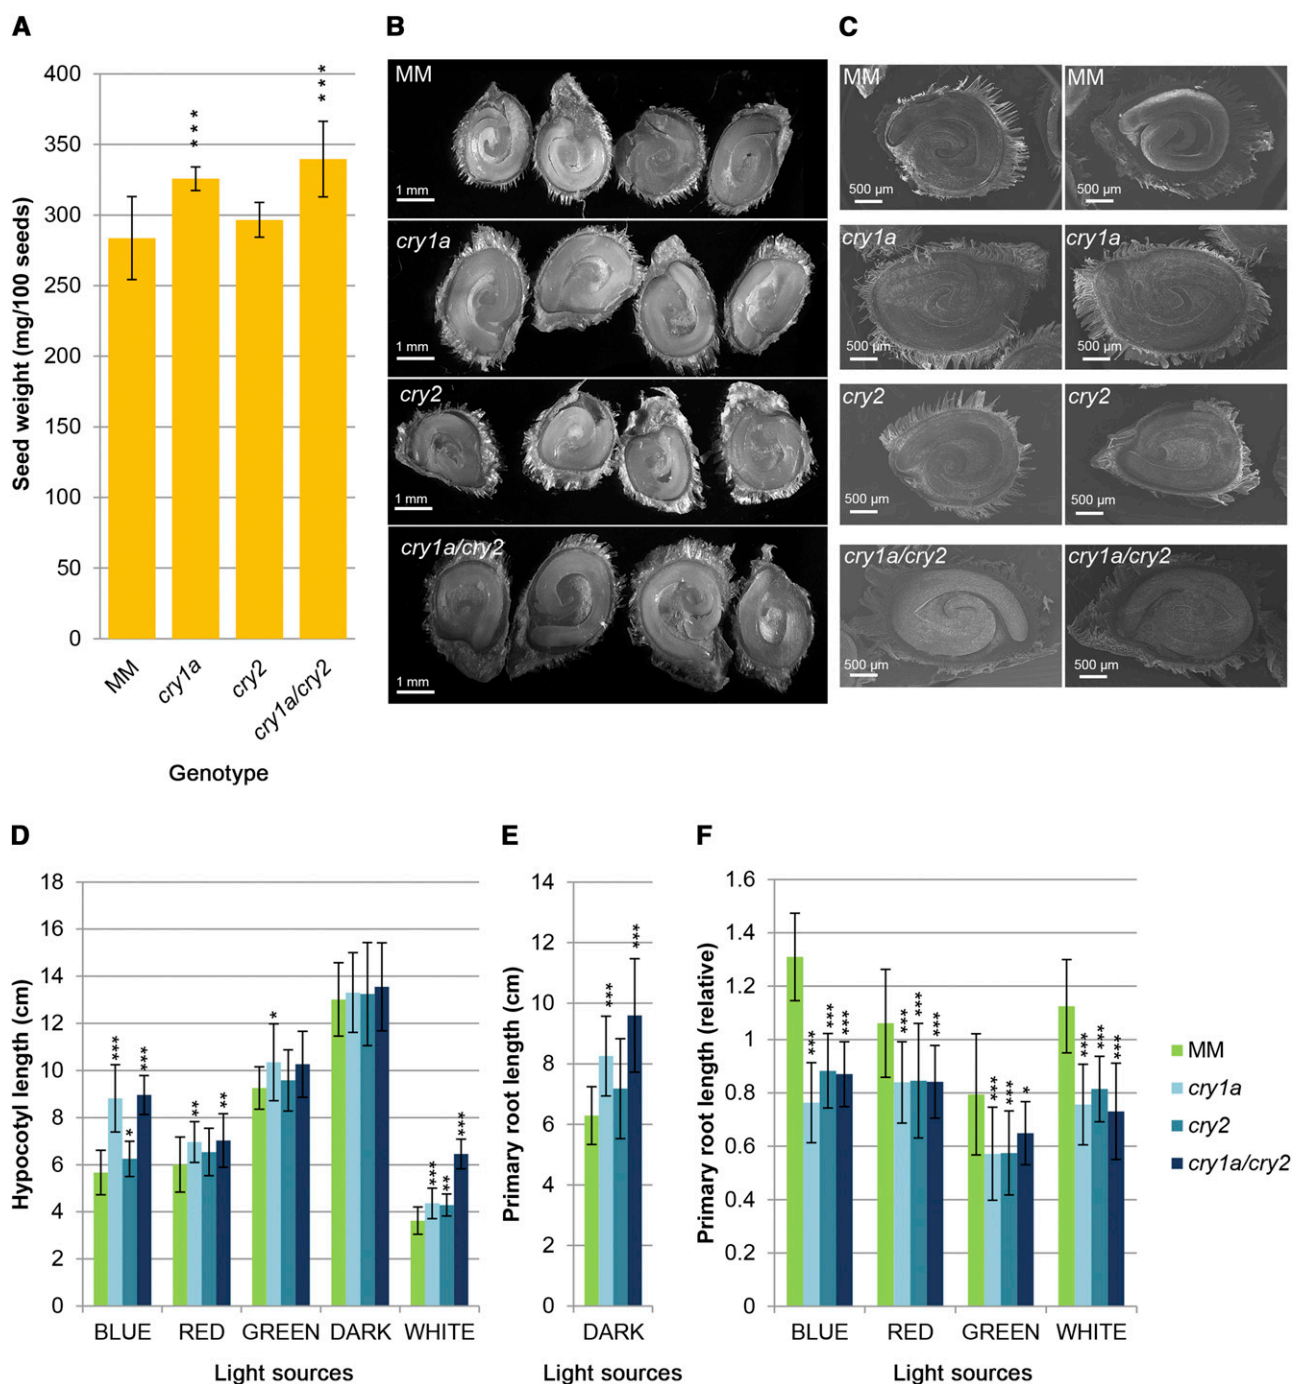 A
400
350
300
250
200
150
100
50
0
Seed weight (mg/100 seeds)
***
***
MM
cry1a
cry2
cry1a/cry2
Genotype
B
MM
1 mm
cry1a
1 mm
cry2
1 mm
cry1a/cry2
1 mm
C
MM
500 µm
MM
500 µm
cry1a
500 µm
cry1a
500 µm
cry2
500 µm
cry2
500 µm
cry1a/cry2
500 µm
cry1a/cry2
500 µm
D
18
16
14
12
10
8
6
4
2
0
Hypocotyl length (cm)
***
*
***
**
**
*
***
**
***
BLUE
RED
GREEN
DARK
WHITE
Light sources
E
14
12
10
8
6
4
2
0
Primary root length (cm)
***
***
DARK
Light sources
F
1.6
1.4
1.2
1
0.8
0.6
0.4
0.2
0
Primary root length (relative)
***
***
***
***
***
***
***
***
*
***
***
***
BLUE
RED
GREEN
WHITE
Light sources
MM
cry1a
cry2
cry1a/cry2